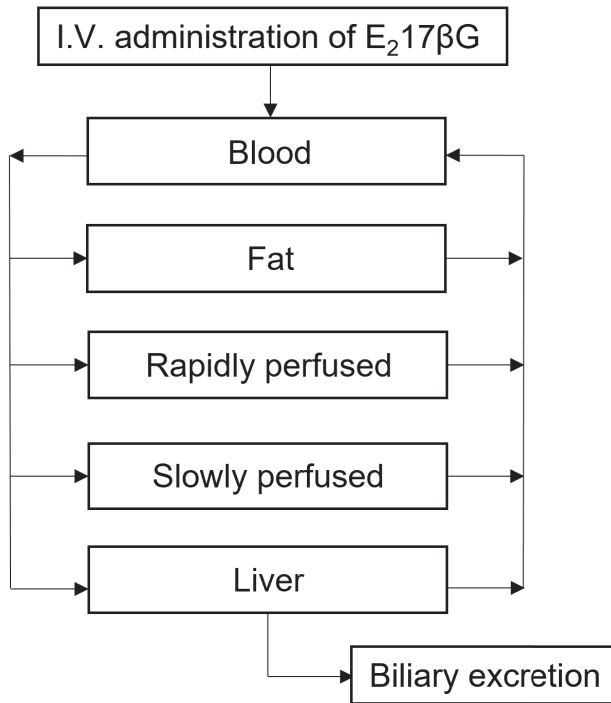 I.V. administration of E₂17βG
Blood
Fat
Rapidly perfused
Slowly perfused
Liver
Biliary excretion